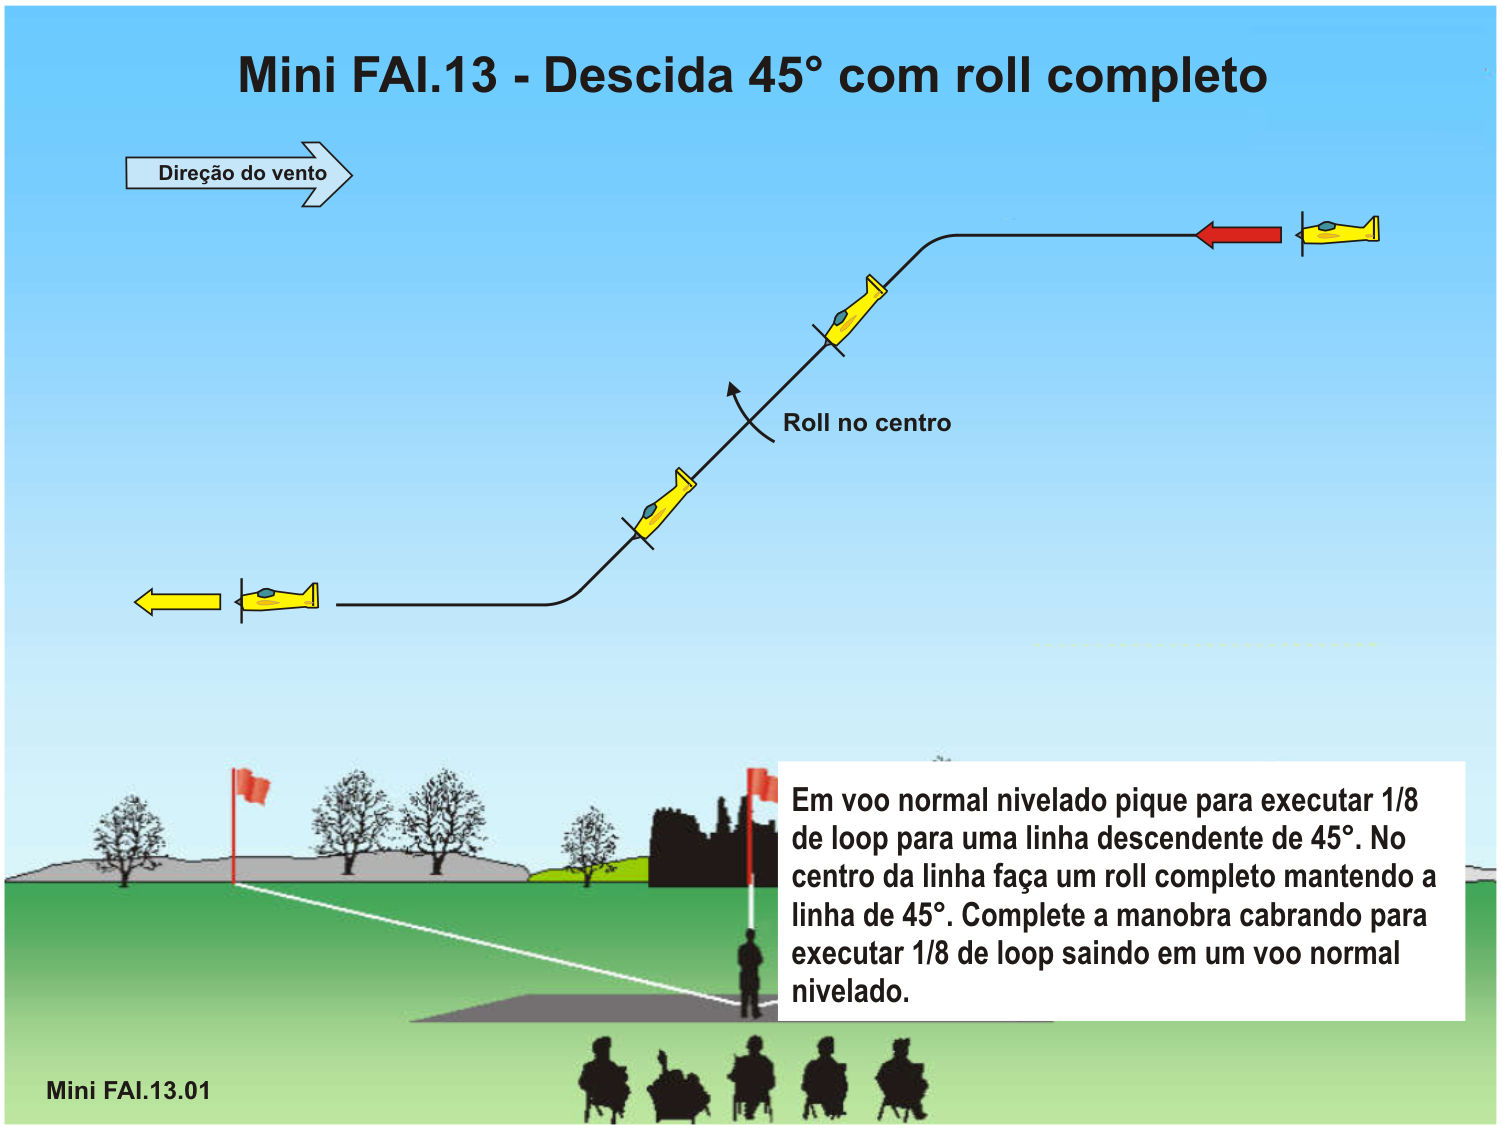 Mini FAI.13 - Descida 45° com roll completo
Direção do vento
Roll no centro
Em voo normal nivelado pique para executar 1/8
de loop para uma linha descendente de 45°. No
centro da linha faça um roll completo mantendo a
linha de 45°. Complete a manobra cabrando para
executar 1/8 de loop saindo em um voo normal
nivelado.
Mini FAI.13.01